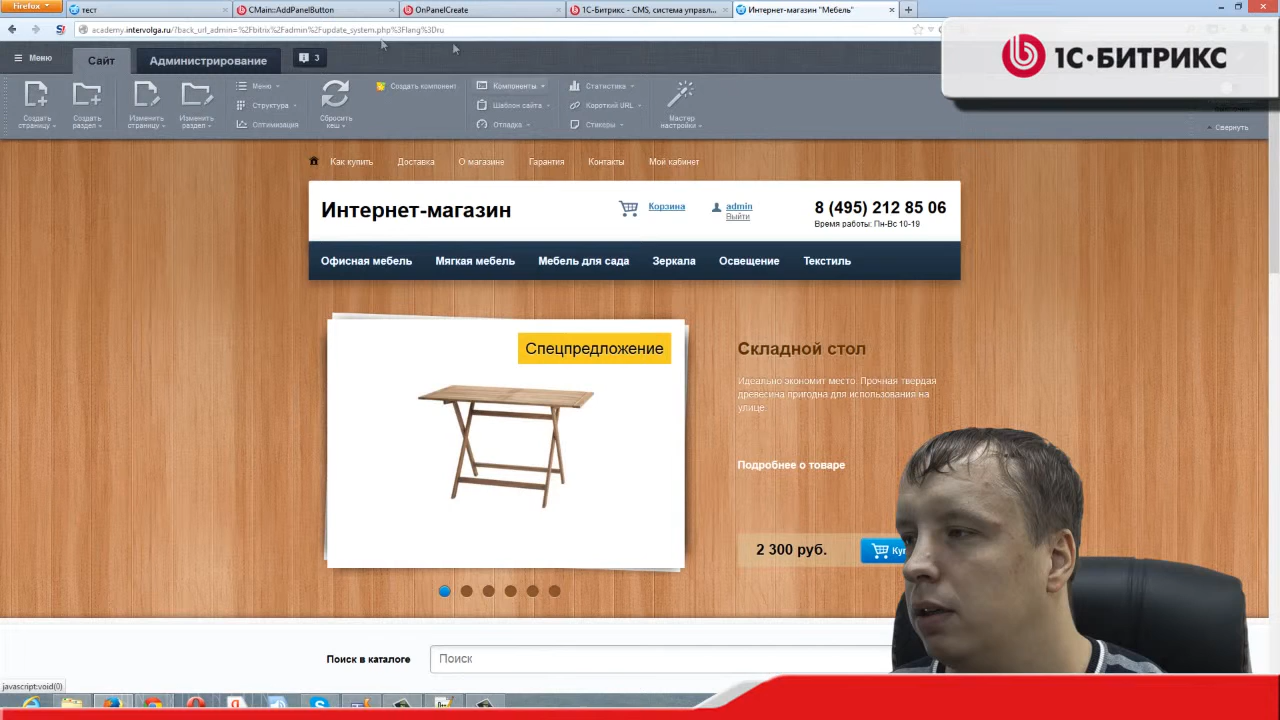 Firefox
тест
CMain::AddPanelButton
OnPanelCreate
1С-Битрикс - CMS, система управл...
Интернет-магазин "Мебель"
academy.intervolga.ru/?back_url_admin=%2Fbitrix%2Fadmin%2Fupdate_system.php%3Flang%3Dru
1С·БИТРИКС
Меню
Сайт
Администрирование
3
Создать страницу
Создать раздел
Изменить страницу
Изменить раздел
Меню
Структура
Оптимизация
Сбросить кеш
Создать компонент
Компоненты
Шаблон сайта
Отладка
Статистика
Короткий URL
Стикеры
Мастер настройки
Свернуть
Как купить
Доставка
О магазине
Гарантия
Контакты
Мой кабинет
Интернет-магазин
Корзина
admin
Выйти
8 (495) 212 85 06
Время работы: Пн-Вс 10-19
Офисная мебель
Мягкая мебель
Мебель для сада
Зеркала
Освещение
Текстиль
Спецпредложение
Складной стол
Идеально экономит место. Прочная твердая
древесина пригодна для использования на
улице.
Подробнее о товаре
2 300 руб.
Поиск в каталоге
Поиск
javascript:void(0)